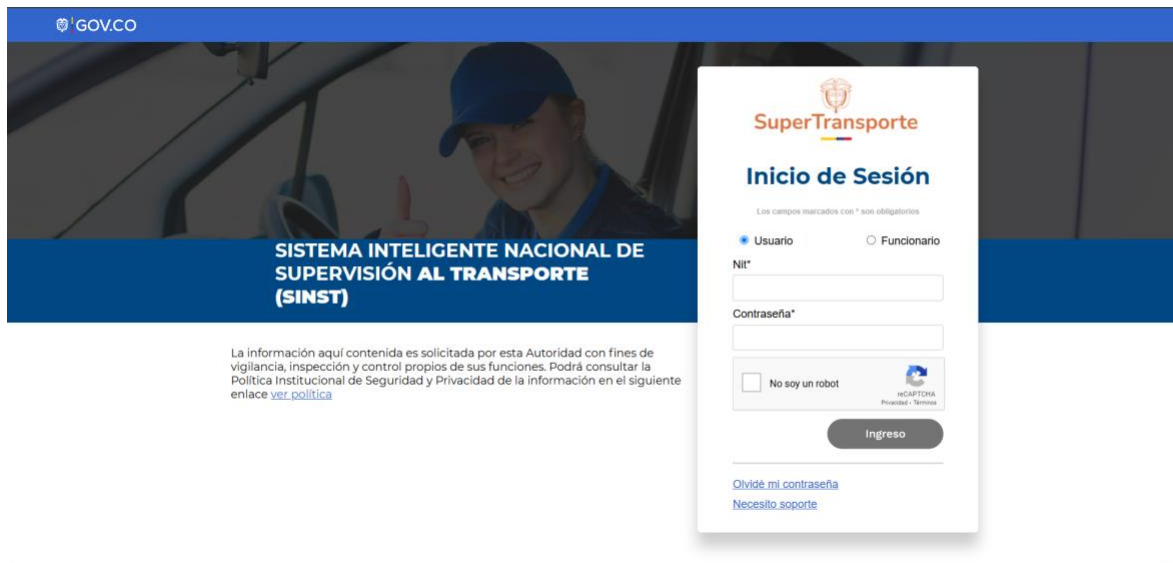 GOV.CO
SuperTransporte
Inicio de Sesión
Los campos marcados con * son obligatorios
Usuario
Funcionario
Nit*
Contraseña*
No soy un robot
reCAPTCHA
Privacidad - Términos
Ingreso
Olvidé mi contraseña
Necesito soporte
SISTEMA INTELIGENTE NACIONAL DE
SUPERVISIÓN AL TRANSPORTE
(SINST)
La información aquí contenida es solicitada por esta Autoridad con fines de
vigilancia, inspección y control propios de sus funciones. Podrá consultar la
Política Institucional de Seguridad y Privacidad de la información en el siguiente
enlace ver política